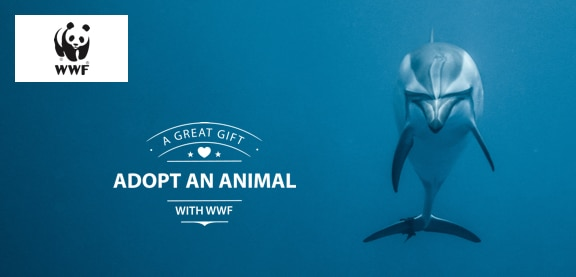 WWF
A GREAT GIFT
ADOPT AN ANIMAL
WITH WWF